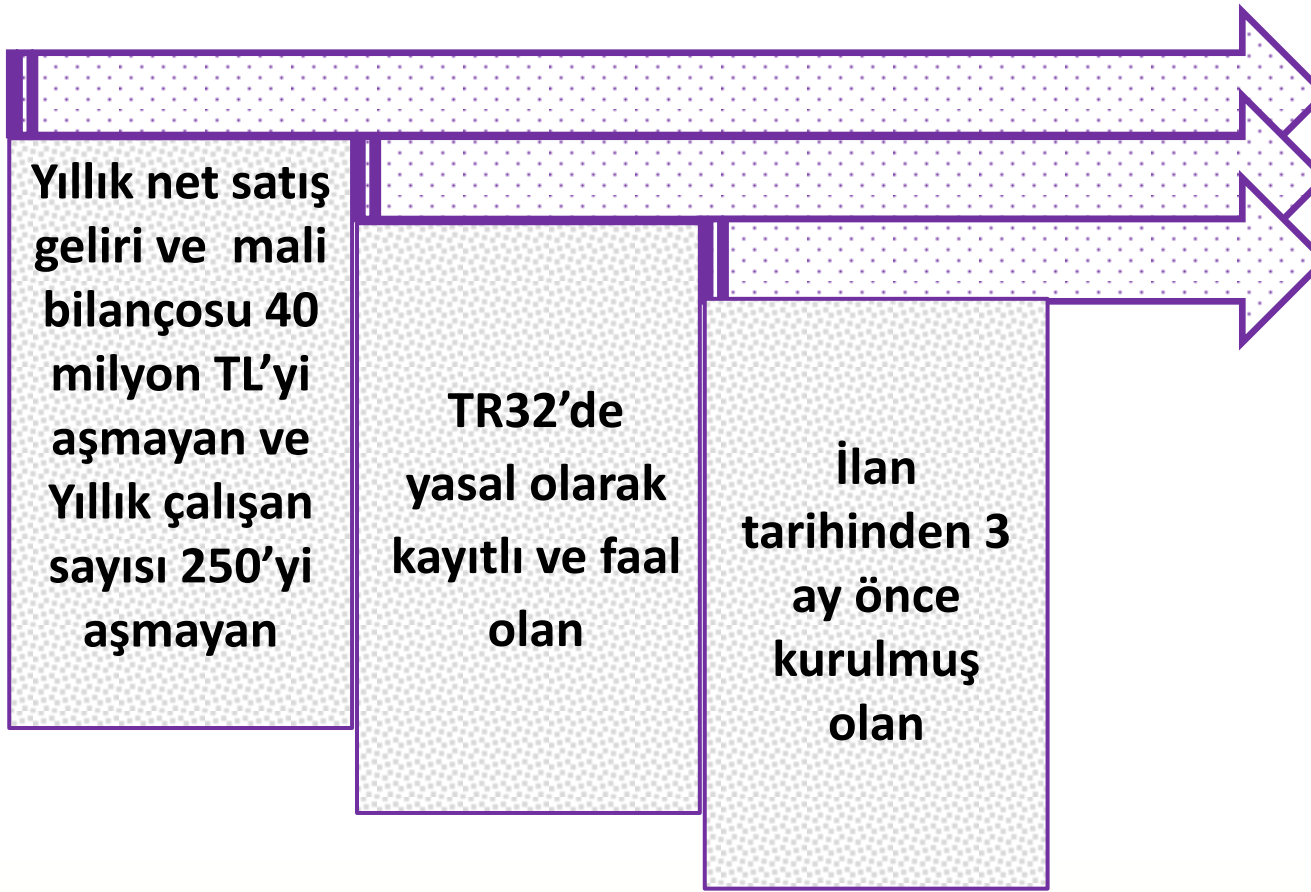 Yıllık net satış
geliri ve  mali
bilançosu 40
milyon TL’yi
aşmayan ve
Yıllık çalışan
sayısı 250’yi
aşmayan
TR32’de
yasal olarak
kayıtlı ve faal
olan
İlan
tarihinden 3
ay önce
kurulmuş
olan